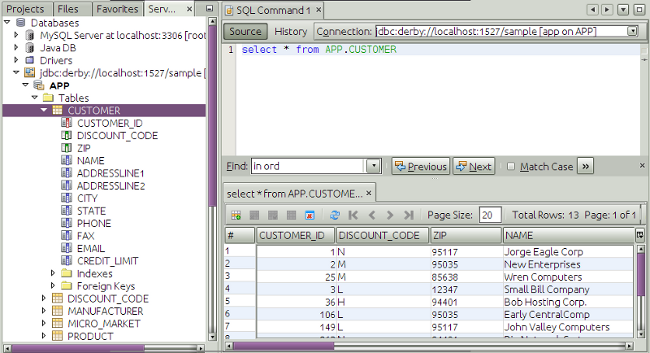 Projects Files Favorites Serv...
Databases
MySQL Server at localhost:3306 [root
Java DB
Drivers
jdbc:derby://localhost:1527/sample [
APP
Tables
CUSTOMER
CUSTOMER_ID
DISCOUNT_CODE
ZIP
NAME
ADDRESSLINE1
ADDRESSLINE2
CITY
STATE
PHONE
FAX
EMAIL
CREDIT_LIMIT
Indexes
Foreign Keys
DISCOUNT_CODE
MANUFACTURER
MICRO_MARKET
PRODUCT
SQL Command 1
Source History Connection: jdbc:derby://localhost:1527/sample [app on APP]
1 select * from APP.CUSTOMER
Find: in ord Previous Next Match Case »
select * from APP.CUSTOME...
Page Size: 20 Total Rows: 13 Page: 1 of 1
# CUSTOMER_ID DISCOUNT_CODE ZIP NAME
1 1 N 95117 Jorge Eagle Corp
2 2 M 95035 New Enterprises
3 25 M 85638 Wren Computers
4 3 L 12347 Small Bill Company
5 36 H 94401 Bob Hosting Corp.
6 106 L 95035 Early CentralComp
7 149 L 95117 John Valley Computers